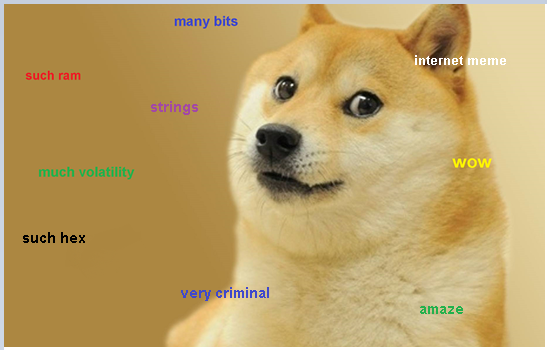 many bits
internet meme
such ram
strings
wow
much volatility
such hex
very criminal
amaze